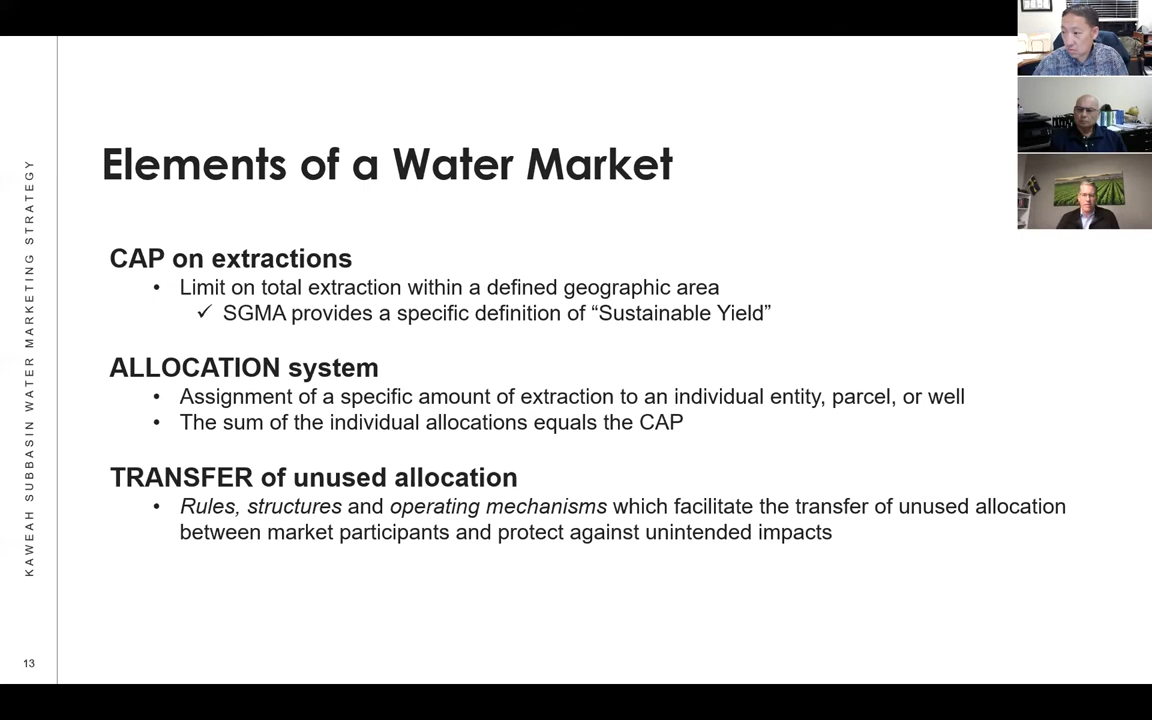 Elements of a Water Market
CAP on extractions
• Limit on total extraction within a defined geographic area
✓ SGMA provides a specific definition of “Sustainable Yield”
ALLOCATION system
• Assignment of a specific amount of extraction to an individual entity, parcel, or well
• The sum of the individual allocations equals the CAP
TRANSFER of unused allocation
• Rules, structures and operating mechanisms which facilitate the transfer of unused allocation
between market participants and protect against unintended impacts
KAWEAH SUBBASIN WATER MARKETING STRATEGY
13